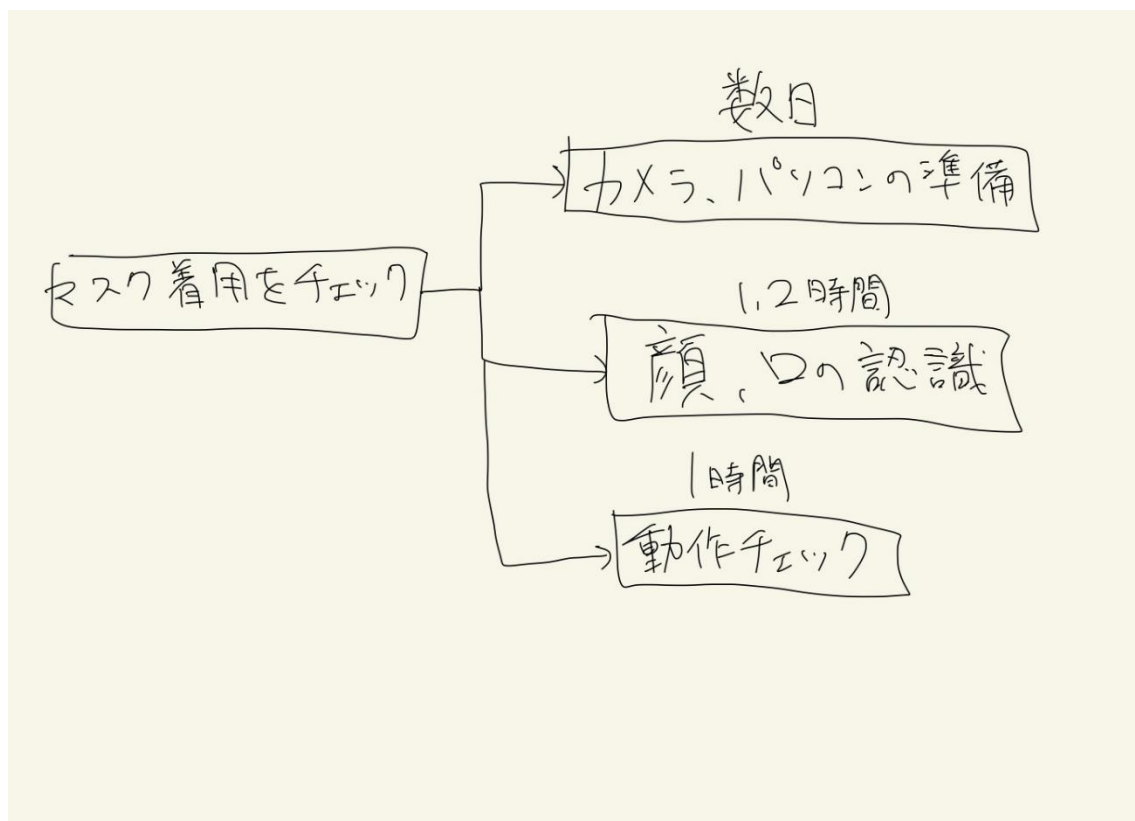 数日
カメラ、パソコンの準備
マスク着用をチェック
1,2時間
顔、口の認識
1時間
動作チェック